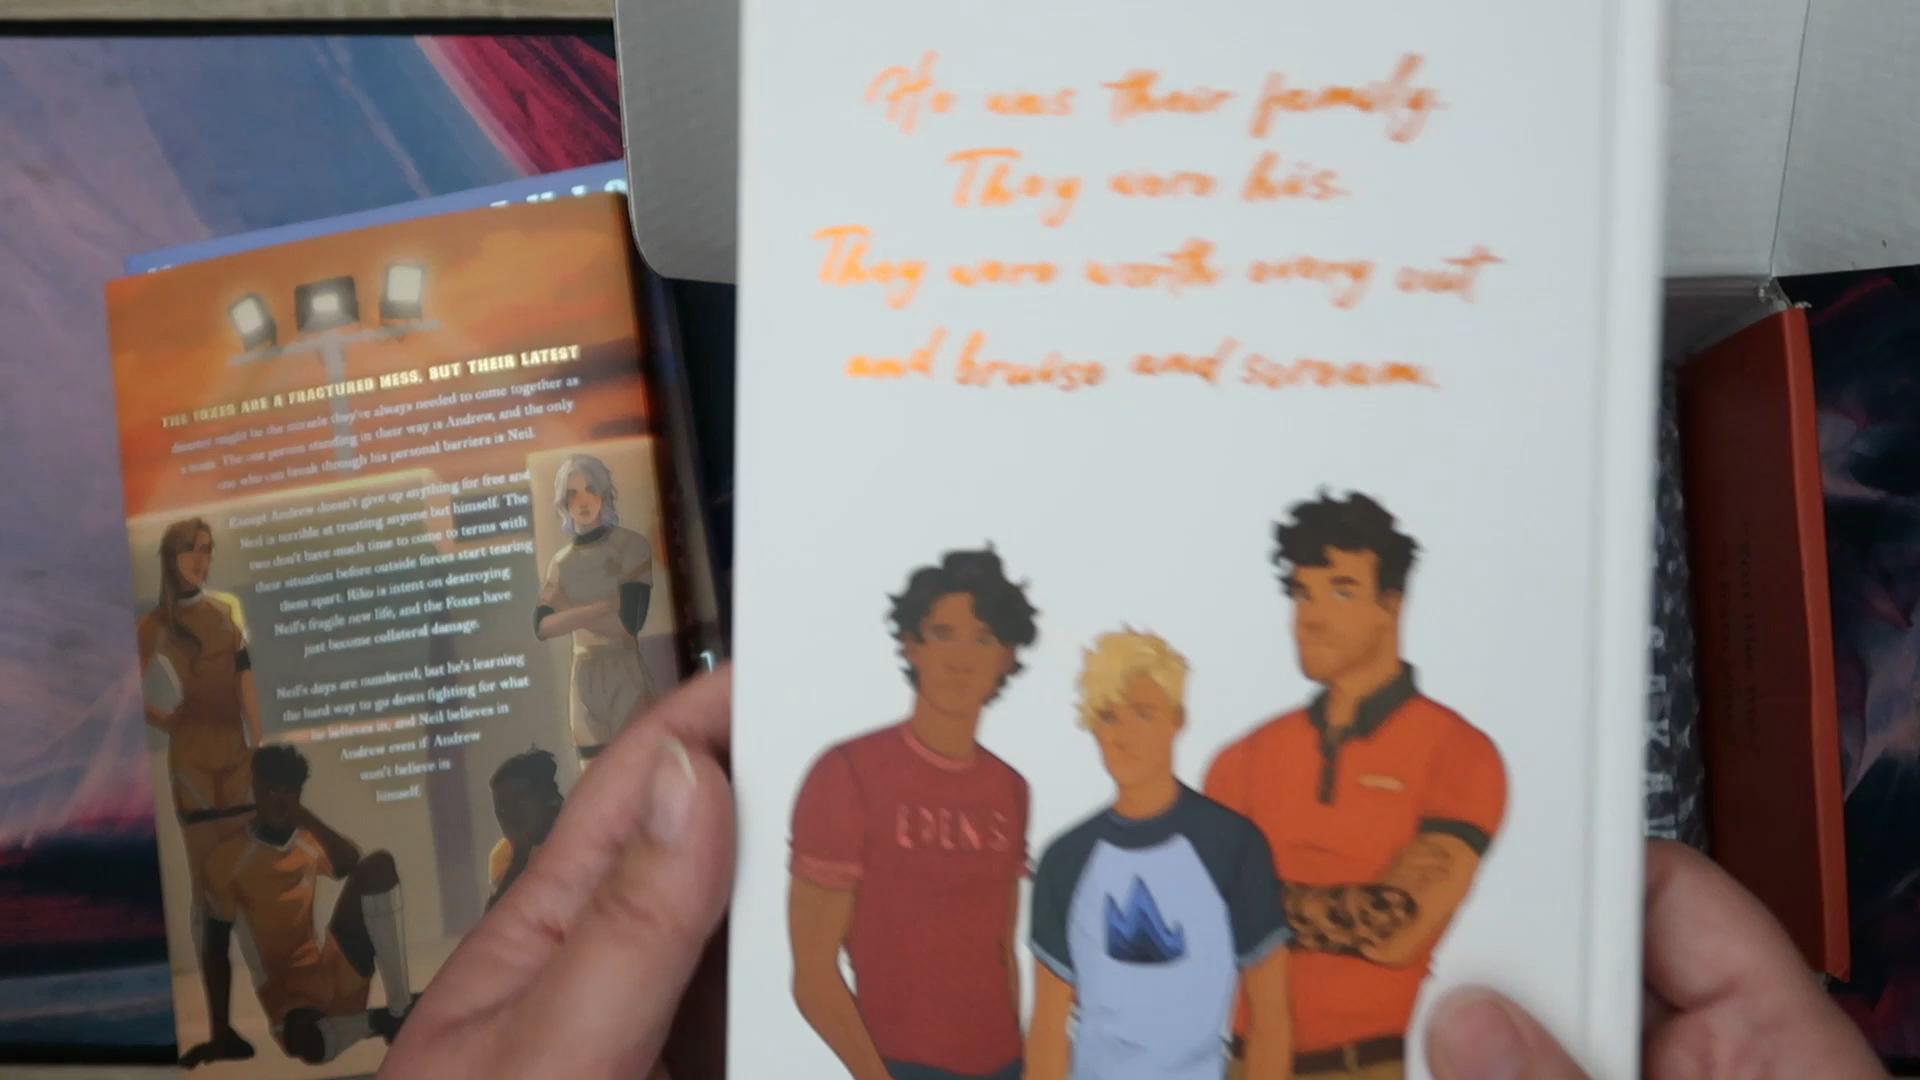 He was their family.
They were his.
They were worth every cut
and bruise and scream.
EDEN'S
THE FOXES ARE A FRACTURED MESS, BUT THEIR LATEST
disaster might be the miracle they've always needed to come together as
a team. The one person standing in their way is Andrew, and the only
one who can break through his personal barriers is Neil.
Except Andrew doesn't give up anything for free and
Neil is terrible at trusting anyone but himself. The
two don't have much time to come to terms with
their situation before outside forces start tearing
them apart. Riko is intent on destroying
Neil's fragile new life, and the Foxes have
just become collateral damage.
Neil's days are numbered, but he's learning
the hard way to go down fighting for what
he believes in, and Neil believes in
Andrew even if Andrew
won't believe in
himself.